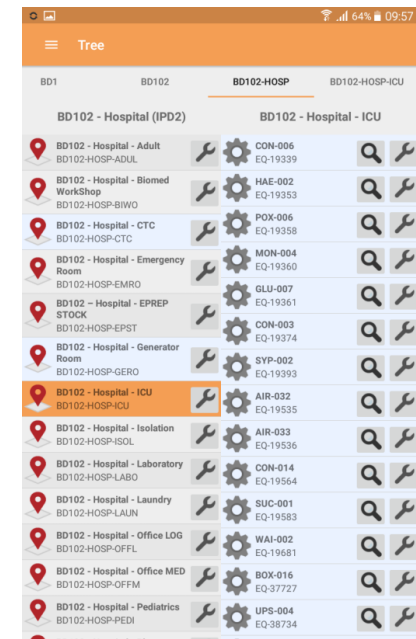 64% 09:57
Tree
BD1 BD102 BD102-HOSP BD102-HOSP-ICU
BD102 - Hospital (IPD2)
BD102 - Hospital - Adult
BD102-HOSP-ADUL
BD102 - Hospital - Biomed
WorkShop
BD102-HOSP-BIWO
BD102 - Hospital - CTC
BD102-HOSP-CTC
BD102 - Hospital - Emergency
Room
BD102-HOSP-EMRO
BD102 – Hospital - EPREP
STOCK
BD102-HOSP-EPST
BD102 - Hospital - Generator
Room
BD102-HOSP-GERO
BD102 - Hospital - ICU
BD102-HOSP-ICU
BD102 - Hospital - Isolation
BD102-HOSP-ISOL
BD102 - Hospital - Laboratory
BD102-HOSP-LABO
BD102 - Hospital - Laundry
BD102-HOSP-LAUN
BD102 - Hospital - Office LOG
BD102-HOSP-OFFL
BD102 - Hospital - Office MED
BD102-HOSP-OFFM
BD102 - Hospital - Pediatrics
BD102-HOSP-PEDI
BD102 - Hospital - ICU
CON-006
EQ-19339
HAE-002
EQ-19353
POX-006
EQ-19358
MON-004
EQ-19360
GLU-007
EQ-19361
CON-003
EQ-19374
SYP-002
EQ-19393
AIR-032
EQ-19535
AIR-033
EQ-19536
CON-014
EQ-19564
SUC-001
EQ-19583
WAI-002
EQ-19681
BOX-016
EQ-37727
UPS-004
EQ-38734